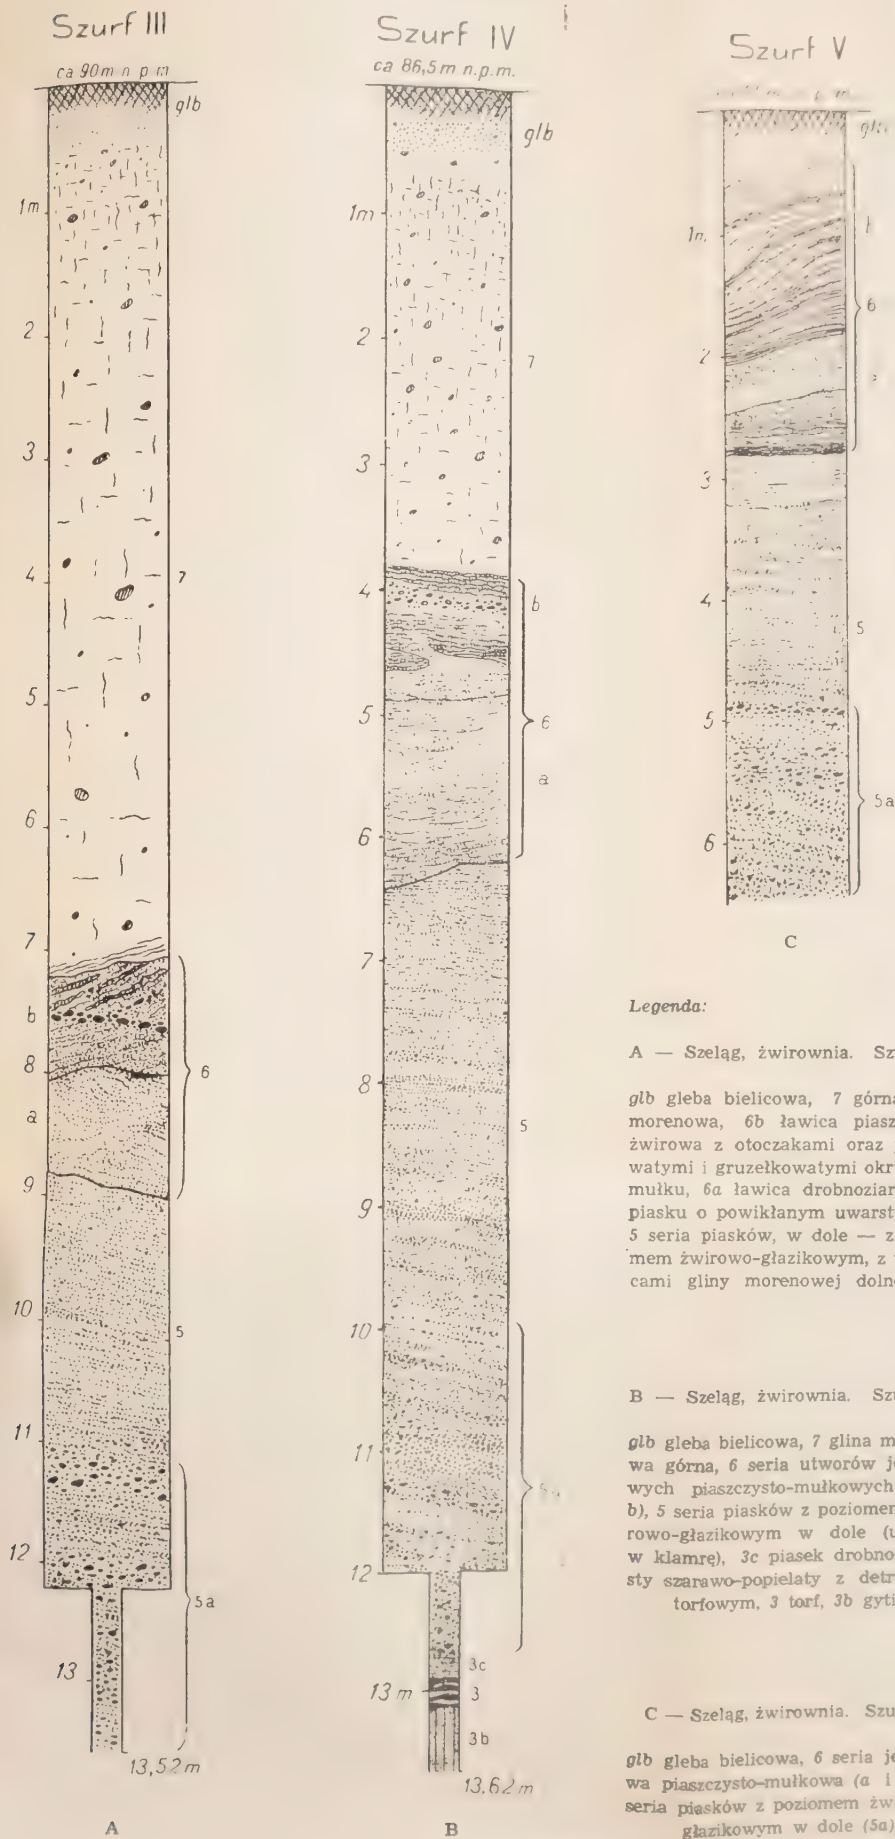 Szurf III
ca 90 m n p m
glb
1m
2
3
4
7
5
6
7
b
8
6
a
9
10
5
11
12
5a
13
13,52 m
A
Szurf IV
ca 86,5 m n.p.m.
glb
1m
2
7
3
4
b
5
6
a
6
7
8
5
9
10
11
12
3c
13 m
3
3b
13,62 m
B
Szurf V
1m
6
2
3
4
5
5
5a
6
C
Legenda:
A — Szeląg, żwirownia. Sz
glb gleba bielicowa, 7 górna
morenowa, 6b ławica piasz
żwirowa z otoczakami oraz
watymi i gruzełkowatymi okr
mułku, 6a ławica drobnoziar
piasku o powikłanym uwarst
5 seria piasków, w dole — z
mem żwirowo-głazikowym, z
cami gliny morenowej doln
B — Szeląg, żwirownia. Sz
glb gleba bielicowa, 7 glina m
wa górna, 6 seria utworów j
wych piaszczysto-mułkowych
b), 5 seria piasków z poziomem
rowo-głazikowym w dole (u
w klamrę), 3c piasek drobno
sty szarawo-popielaty z detr
torfowym, 3 torf, 3b gyti
C — Szeląg, żwirownia. Szu
glb gleba bielicowa, 6 seria je
wa piaszczysto-mułkowa (a i
seria piasków z poziomem żw
głazikowym w dole (5a)